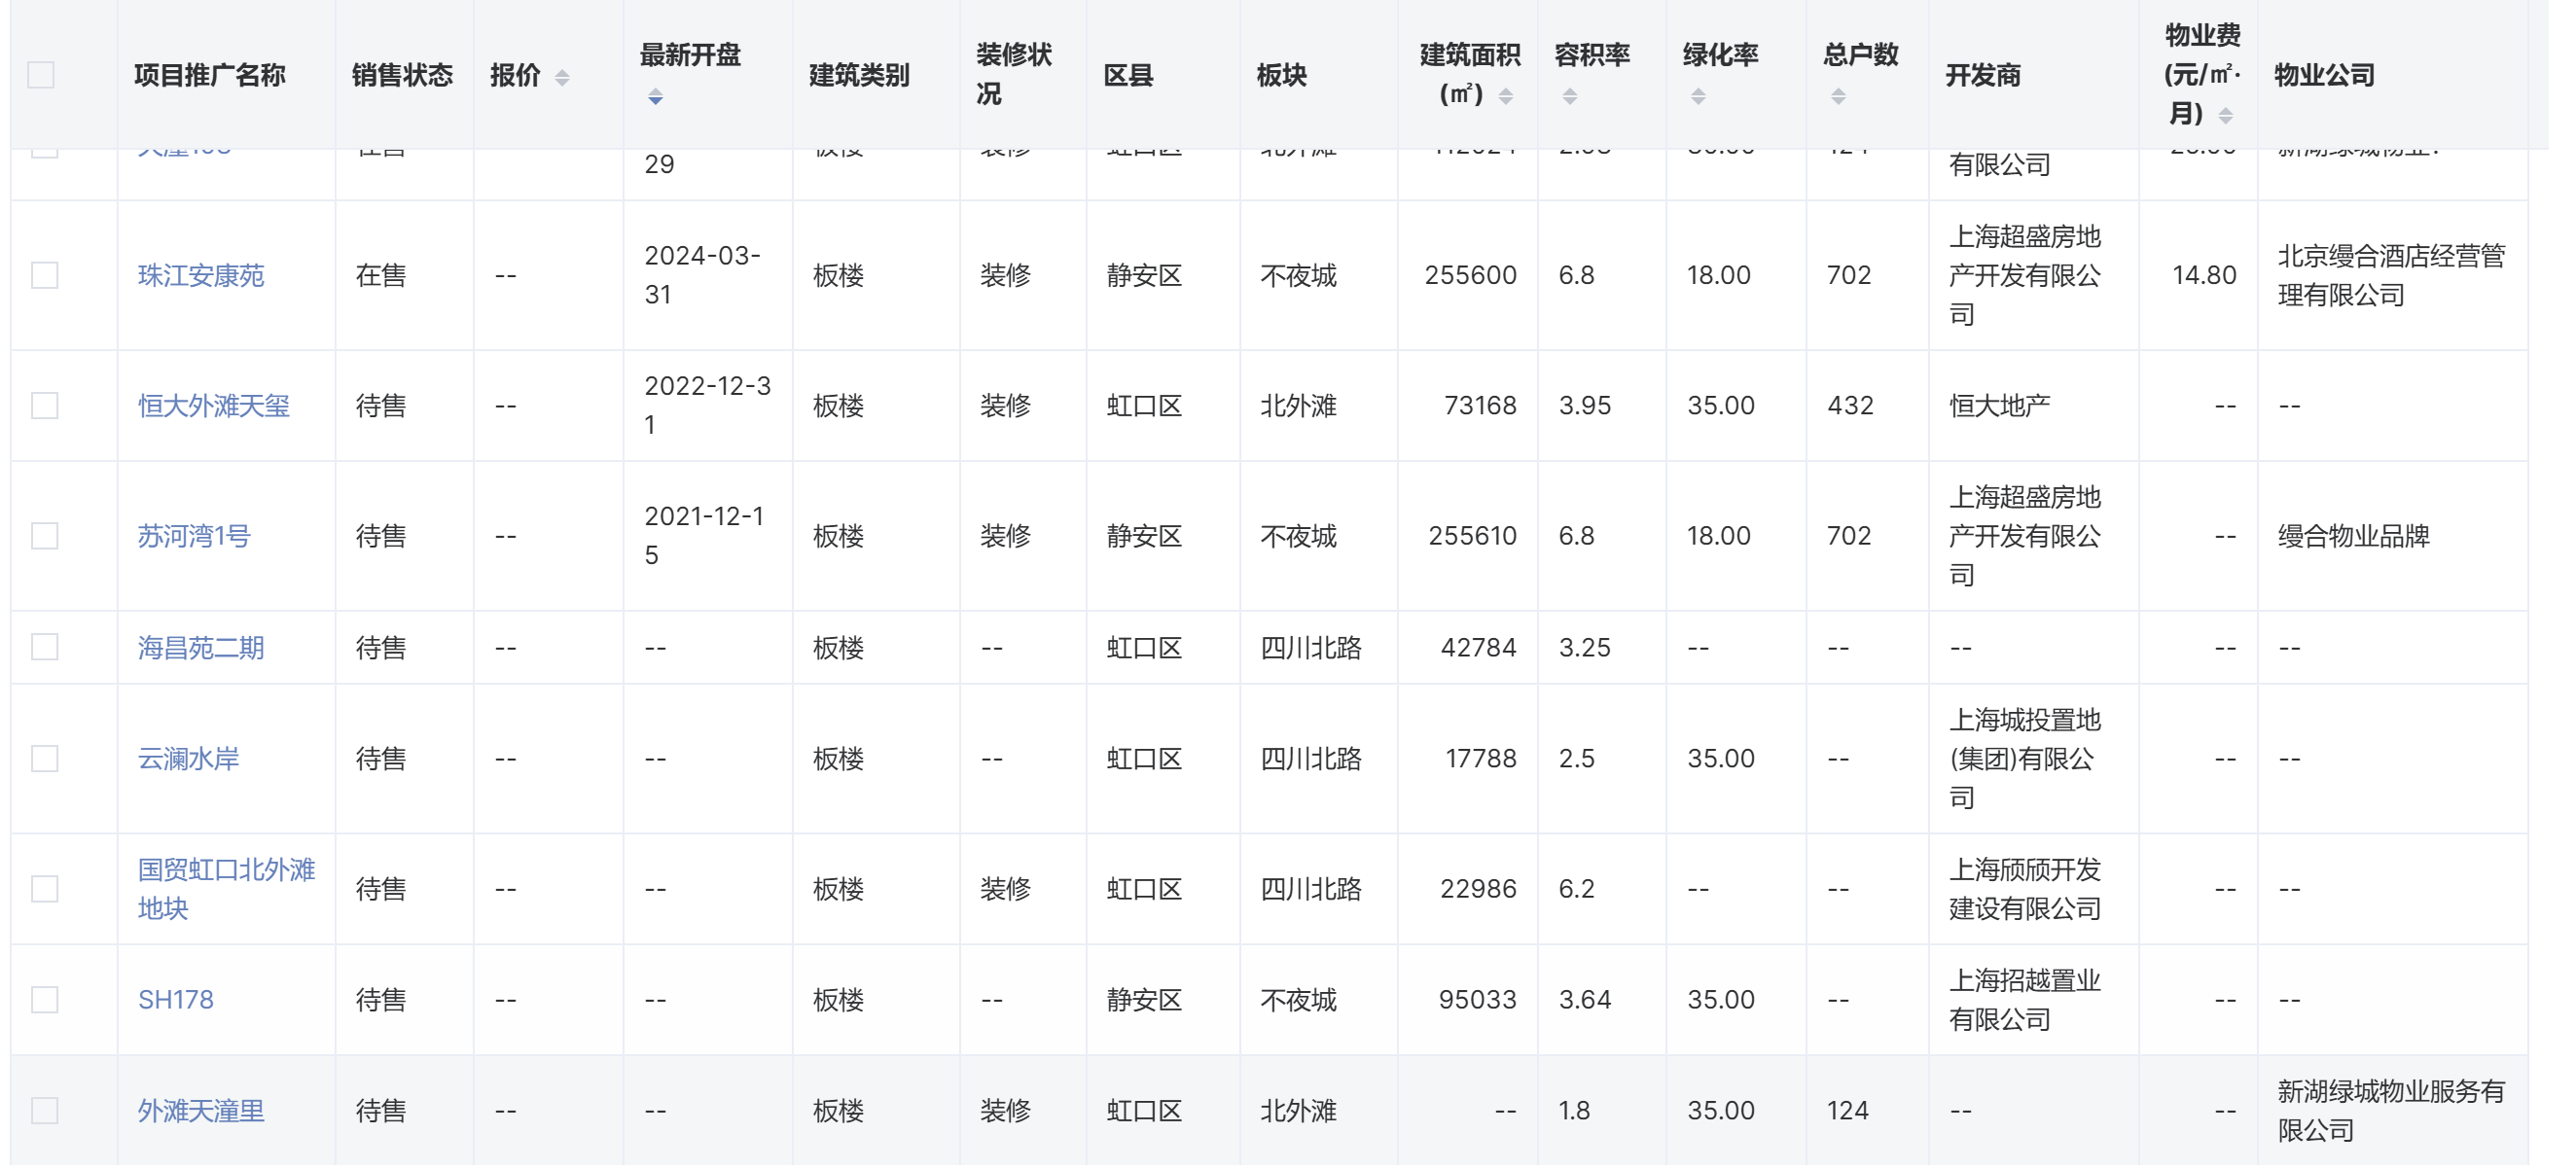 项目推广名称 销售状态 报价 最新开盘 建筑类别 装修状况 区县 板块 建筑面积(㎡) 容积率 绿化率 总户数 开发商 物业费(元/㎡·月) 物业公司
29 有限公司
珠江安康苑 在售 -- 2024-03-31 板楼 装修 静安区 不夜城 255600 6.8 18.00 702 上海超盛房地产开发有限公司 14.80 北京缦合酒店经营管理有限公司
恒大外滩天玺 待售 -- 2022-12-31 板楼 装修 虹口区 北外滩 73168 3.95 35.00 432 恒大地产 -- --
苏河湾1号 待售 -- 2021-12-15 板楼 装修 静安区 不夜城 255610 6.8 18.00 702 上海超盛房地产开发有限公司 -- 缦合物业品牌
海昌苑二期 待售 -- -- 板楼 -- 虹口区 四川北路 42784 3.25 -- -- -- -- --
云澜水岸 待售 -- -- 板楼 -- 虹口区 四川北路 17788 2.5 35.00 -- 上海城投置地(集团)有限公司 -- --
国贸虹口北外滩地块 待售 -- -- 板楼 装修 虹口区 四川北路 22986 6.2 -- -- 上海颀颀开发建设有限公司 -- --
SH178 待售 -- -- 板楼 -- 静安区 不夜城 95033 3.64 35.00 -- 上海招越置业有限公司 -- --
外滩天潼里 待售 -- -- 板楼 装修 虹口区 北外滩 -- 1.8 35.00 124 -- -- 新湖绿城物业服务有限公司